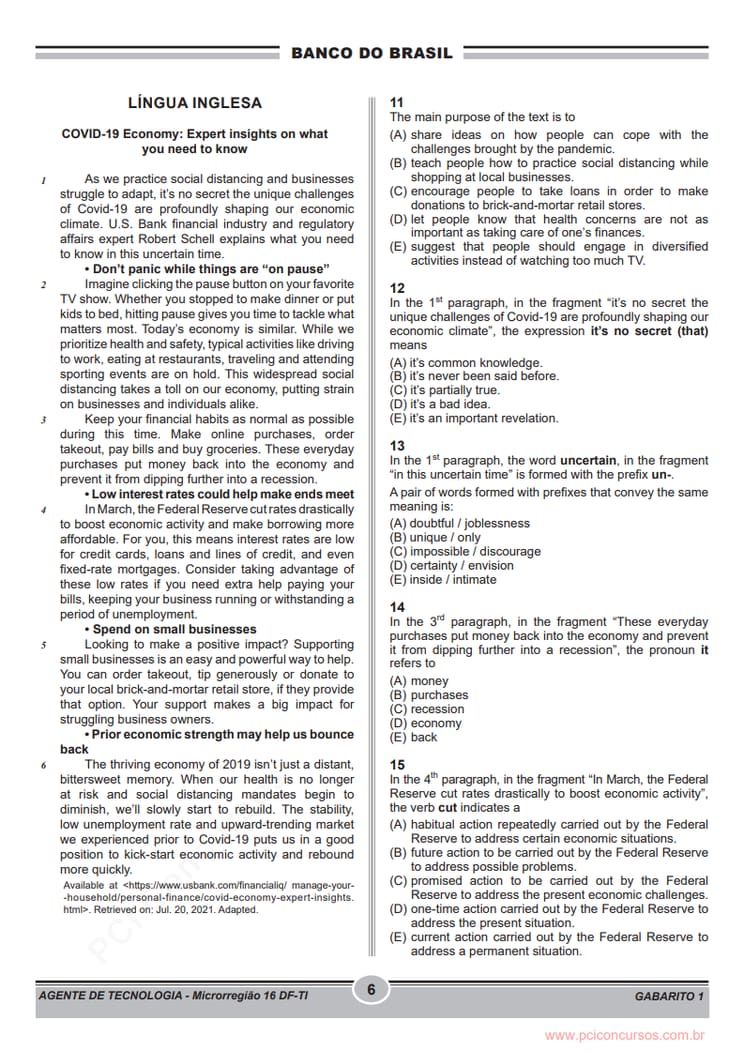 BANCO DO BRASIL
LÍNGUA INGLESA
COVID-19 Economy: Expert insights on what
you need to know
1 As we practice social distancing and businesses
struggle to adapt, it’s no secret the unique challenges
of Covid-19 are profoundly shaping our economic
climate. U.S. Bank financial industry and regulatory
affairs expert Robert Schell explains what you need
to know in this uncertain time.
• Don’t panic while things are “on pause”
2 Imagine clicking the pause button on your favorite
TV show. Whether you stopped to make dinner or put
kids to bed, hitting pause gives you time to tackle what
matters most. Today’s economy is similar. While we
prioritize health and safety, typical activities like driving
to work, eating at restaurants, traveling and attending
sporting events are on hold. This widespread social
distancing takes a toll on our economy, putting strain
on businesses and individuals alike.
3 Keep your financial habits as normal as possible
during this time. Make online purchases, order
takeout, pay bills and buy groceries. These everyday
purchases put money back into the economy and
prevent it from dipping further into a recession.
• Low interest rates could help make ends meet
4 In March, the Federal Reserve cut rates drastically
to boost economic activity and make borrowing more
affordable. For you, this means interest rates are low
for credit cards, loans and lines of credit, and even
fixed-rate mortgages. Consider taking advantage of
these low rates if you need extra help paying your
bills, keeping your business running or withstanding a
period of unemployment.
• Spend on small businesses
5 Looking to make a positive impact? Supporting
small businesses is an easy and powerful way to help.
You can order takeout, tip generously or donate to
your local brick-and-mortar retail store, if they provide
that option. Your support makes a big impact for
struggling business owners.
• Prior economic strength may help us bounce
back
6 The thriving economy of 2019 isn’t just a distant,
bittersweet memory. When our health is no longer
at risk and social distancing mandates begin to
diminish, we’ll slowly start to rebuild. The stability,
low unemployment rate and upward-trending market
we experienced prior to Covid-19 puts us in a good
position to kick-start economic activity and rebound
more quickly.
Available at <https://www.usbank.com/financialiq/ manage-your-
-household/personal-finance/covid-economy-expert-insights.
html>. Retrieved on: Jul. 20, 2021. Adapted.
11
The main purpose of the text is to
(A) share ideas on how people can cope with the
challenges brought by the pandemic.
(B) teach people how to practice social distancing while
shopping at local businesses.
(C) encourage people to take loans in order to make
donations to brick-and-mortar retail stores.
(D) let people know that health concerns are not as
important as taking care of one’s finances.
(E) suggest that people should engage in diversified
activities instead of watching too much TV.
12
In the 1st paragraph, in the fragment “it’s no secret the
unique challenges of Covid-19 are profoundly shaping our
economic climate”, the expression it’s no secret (that)
means
(A) it’s common knowledge.
(B) it’s never been said before.
(C) it’s partially true.
(D) it’s a bad idea.
(E) it’s an important revelation.
13
In the 1st paragraph, the word uncertain, in the fragment
“in this uncertain time” is formed with the prefix un-.
A pair of words formed with prefixes that convey the same
meaning is:
(A) doubtful / joblessness
(B) unique / only
(C) impossible / discourage
(D) certainty / envision
(E) inside / intimate
14
In the 3rd paragraph, in the fragment “These everyday
purchases put money back into the economy and prevent
it from dipping further into a recession”, the pronoun it
refers to
(A) money
(B) purchases
(C) recession
(D) economy
(E) back
15
In the 4th paragraph, in the fragment “In March, the Federal
Reserve cut rates drastically to boost economic activity”,
the verb cut indicates a
(A) habitual action repeatedly carried out by the Federal
Reserve to address certain economic situations.
(B) future action to be carried out by the Federal Reserve
to address possible problems.
(C) promised action to be carried out by the Federal
Reserve to address the present economic challenges.
(D) one-time action carried out by the Federal Reserve to
address the present situation.
(E) current action carried out by the Federal Reserve to
address a permanent situation.
AGENTE DE TECNOLOGIA - Microrregião 16 DF-TI
6
GABARITO 1
www.pciconcursos.com.br